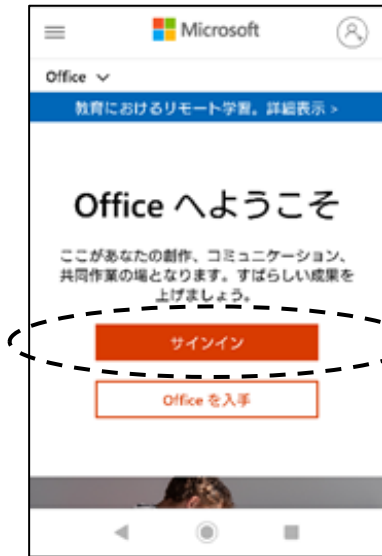 Microsoft
Office
教育におけるリモート学習。詳細表示 >
Office へようこそ
ここがあなたの創作、コミュニケーション、
共同作業の場となります。すばらしい成果を
上げましょう。
サインイン
Office を入手